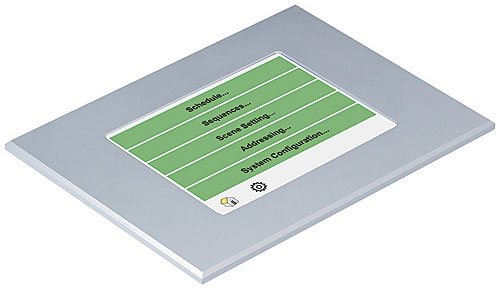 Schedule...
Sequences...
Scene Setting...
Addressing...
System Configuration...